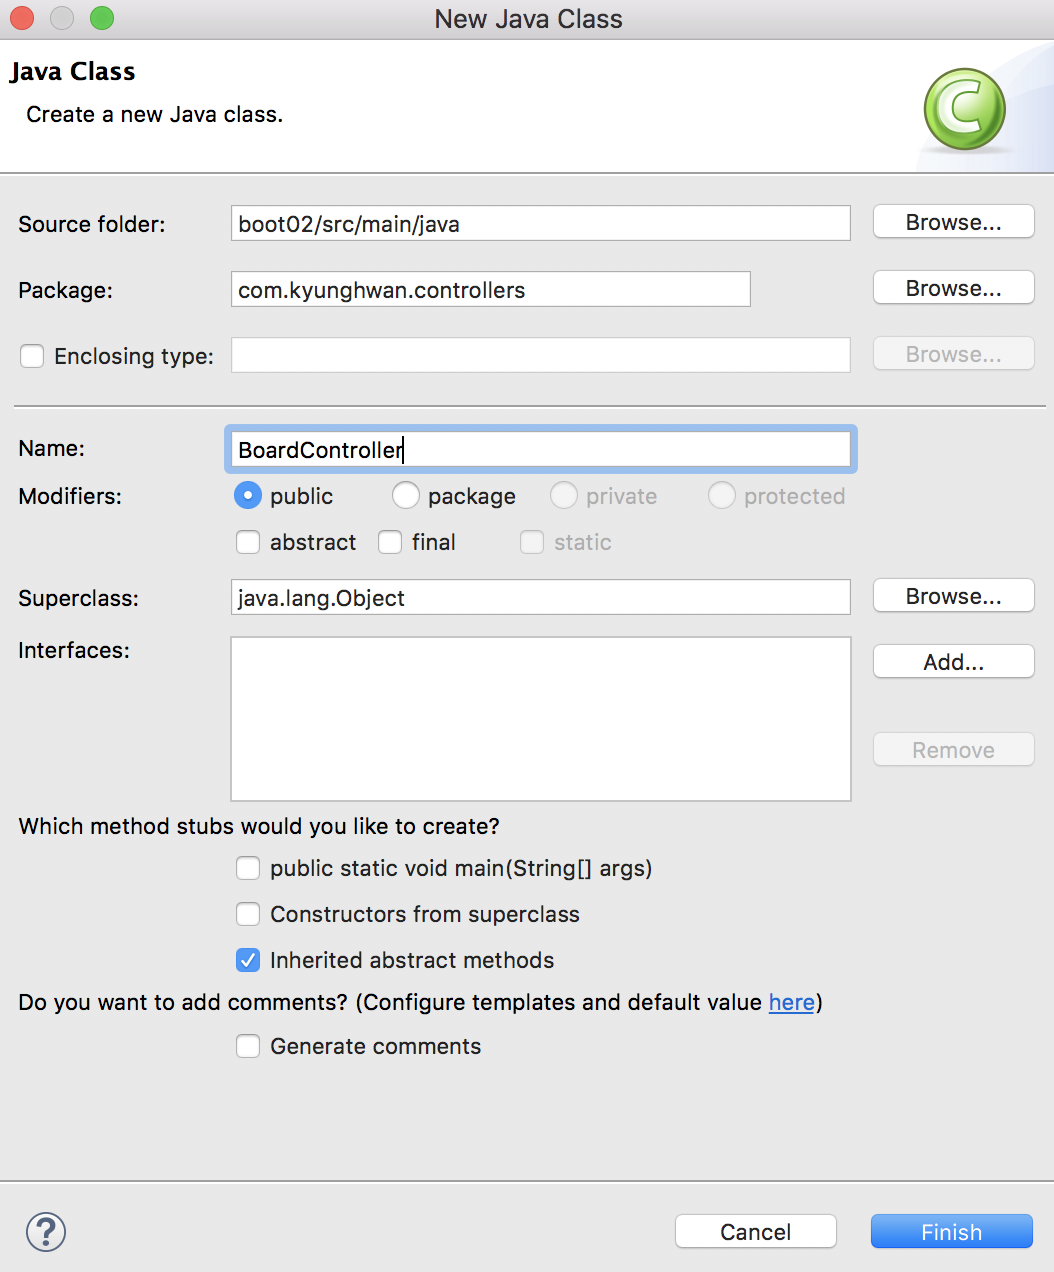 New Java Class
Java Class
Create a new Java class.
C
Source folder: boot02/src/main/java Browse...
Package: com.kyunghwan.controllers Browse...
Enclosing type: Browse...
Name: BoardController
Modifiers: public package private protected
abstract final static
Superclass: java.lang.Object Browse...
Interfaces: Add...
Remove
Which method stubs would you like to create?
public static void main(String[] args)
Constructors from superclass
Inherited abstract methods
Do you want to add comments? (Configure templates and default value here)
Generate comments
? Cancel Finish